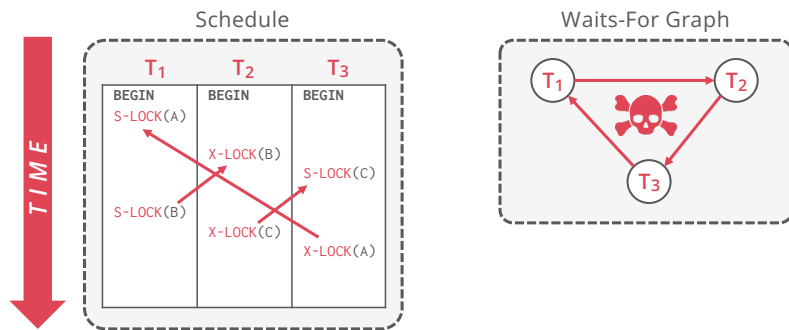 Schedule
Waits-For Graph
TIME
T1 T2 T3
BEGIN BEGIN BEGIN
S-LOCK(A)
X-LOCK(B)
S-LOCK(C)
S-LOCK(B)
X-LOCK(C)
X-LOCK(A)
T1 T2
T3